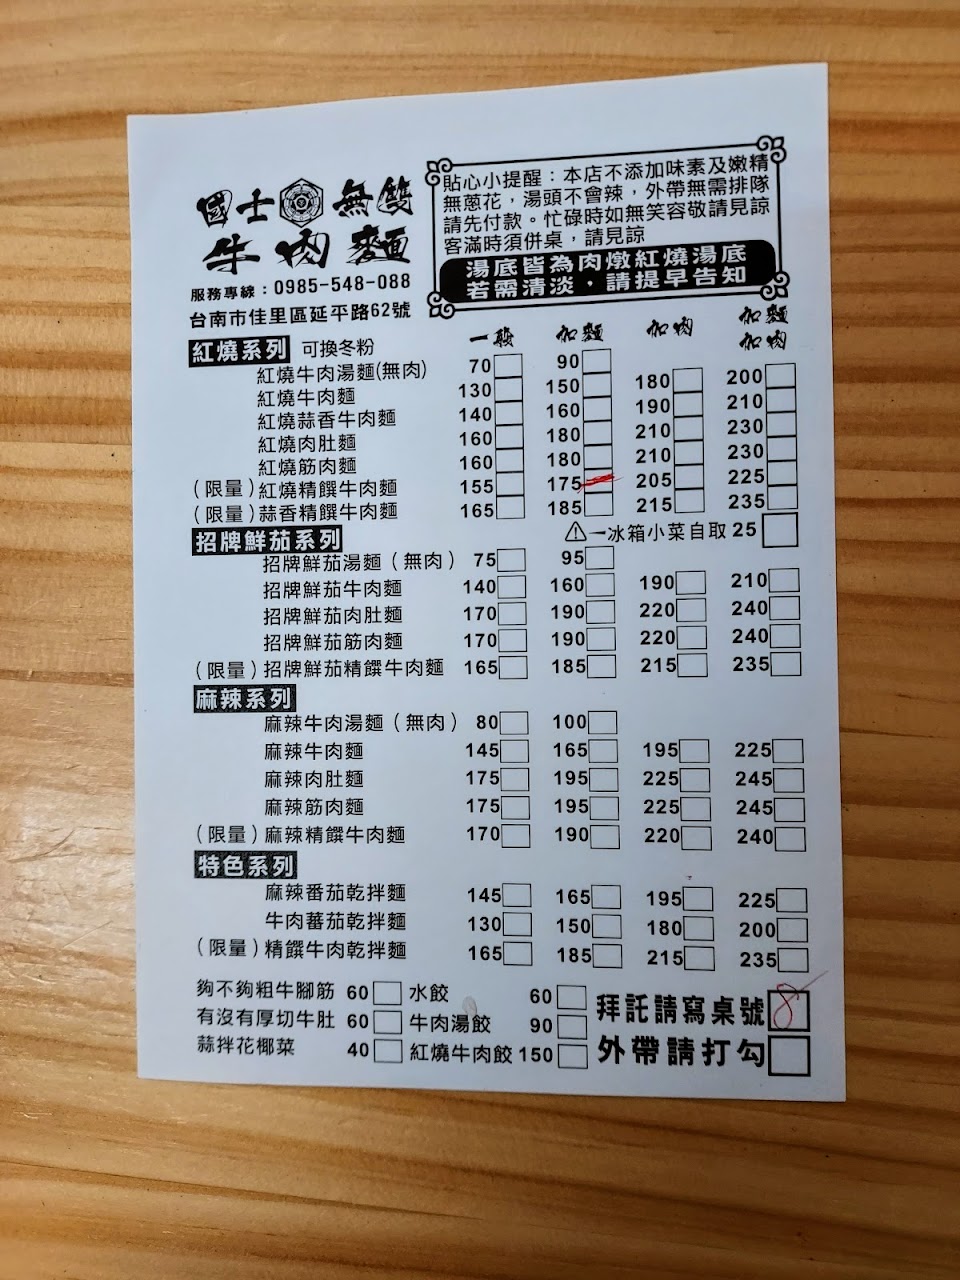 國士無雙
牛肉麵
服務專線：0985-548-088
台南市佳里區延平路62號
貼心小提醒：本店不添加味素及嫩精
無蔥花，湯頭不會辣，外帶無需排隊
請先付款。忙碌時如無笑容敬請見諒
客滿時須併桌，請見諒
湯底皆為肉燉紅燒湯底
若需清淡·請提早告知
一般 加麵 加肉 加麵加肉
紅燒系列 可換冬粉
紅燒牛肉湯麵(無肉) 70 90
紅燒牛肉麵 130 150 180 200
紅燒蒜香牛肉麵 140 160 190 210
紅燒肉肚麵 160 180 210 230
紅燒筋肉麵 160 180 210 230
(限量)紅燒精饌牛肉麵 155 175 205 225
(限量)蒜香精饌牛肉麵 165 185 215 235
⚠一冰箱小菜自取 25
招牌鮮茄系列
招牌鮮茄湯麵(無肉) 75 95
招牌鮮茄牛肉麵 140 160 190 210
招牌鮮茄肉肚麵 170 190 220 240
招牌鮮茄筋肉麵 170 190 220 240
(限量)招牌鮮茄精饌牛肉麵 165 185 215 235
麻辣系列
麻辣牛肉湯麵(無肉) 80 100
麻辣牛肉麵 145 165 195 225
麻辣肉肚麵 175 195 225 245
麻辣筋肉麵 175 195 225 245
(限量)麻辣精饌牛肉麵 170 190 220 240
特色系列
麻辣番茄乾拌麵 145 165 195 225
牛肉蕃茄乾拌麵 130 150 180 200
(限量)精饌牛肉乾拌麵 165 185 215 235
夠不夠粗牛腳筋 60 水餃 60
有沒有厚切牛肚 60 牛肉湯餃 90
蒜拌花椰菜 40 紅燒牛肉餃 150
拜託請寫桌號 8
外帶請打勾